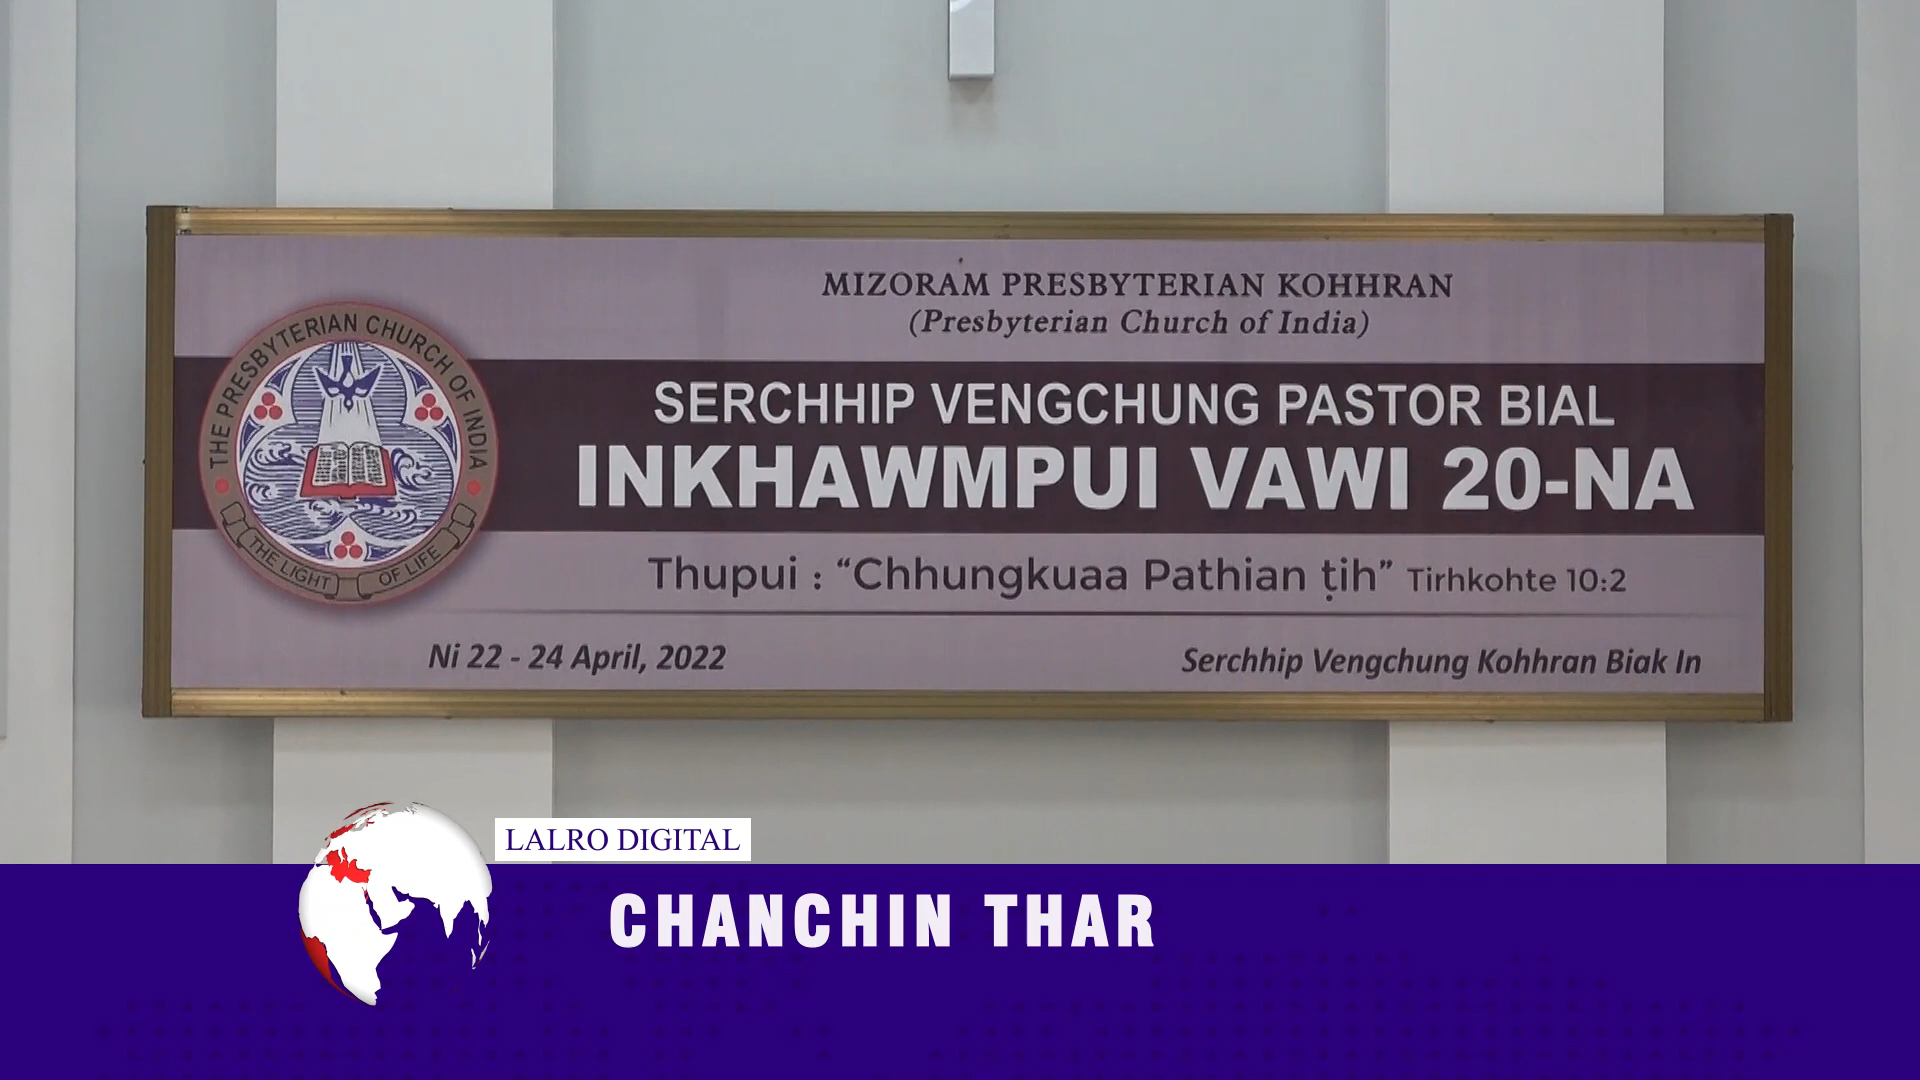 MIZORAM PRESBYTERIAN KOHHRAN
(Presbyterian Church of India)
THE PRESBYTERIAN CHURCH OF INDIA
THE LIGHT OF LIFE
SERCHHIP VENGCHUNG PASTOR BIAL
INKHAWMPUI VAWI 20-NA
Thupui : “Chhungkuaa Pathian ṭih” Tirhkohte 10:2
Ni 22 - 24 April, 2022
Serchhip Vengchung Kohhran Biak In
LALRO DIGITAL
CHANCHIN THAR